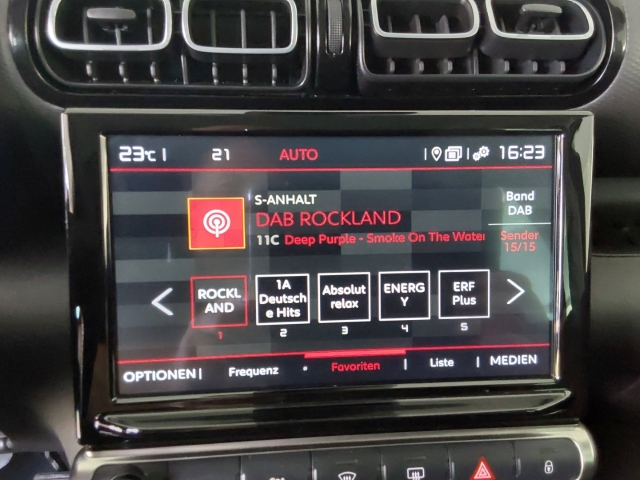 23°C | 21 AUTO 16:23
S-ANHALT
DAB ROCKLAND
11C Deep Purple - Smoke On The Water
Band
DAB
Sender
15/15
ROCKL
AND
1
1A
Deutsch
e Hits
2
Absolut
relax
3
ENERG
Y
4
ERF
Plus
5
OPTIONEN | Frequenz • Favoriten | Liste | MEDIEN